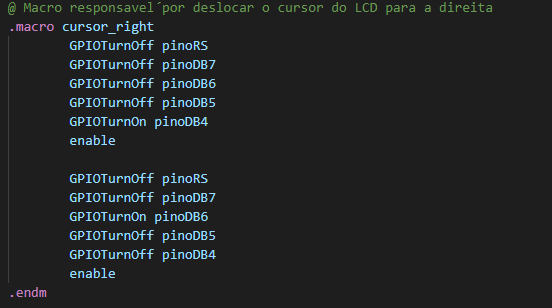 @ Macro responsavel´por deslocar o cursor do LCD para a direita
.macro cursor_right
GPIOTurnOff pinoRS
GPIOTurnOff pinoDB7
GPIOTurnOff pinoDB6
GPIOTurnOff pinoDB5
GPIOTurnOn pinoDB4
enable
GPIOTurnOff pinoRS
GPIOTurnOff pinoDB7
GPIOTurnOn pinoDB6
GPIOTurnOff pinoDB5
GPIOTurnOff pinoDB4
enable
.endm